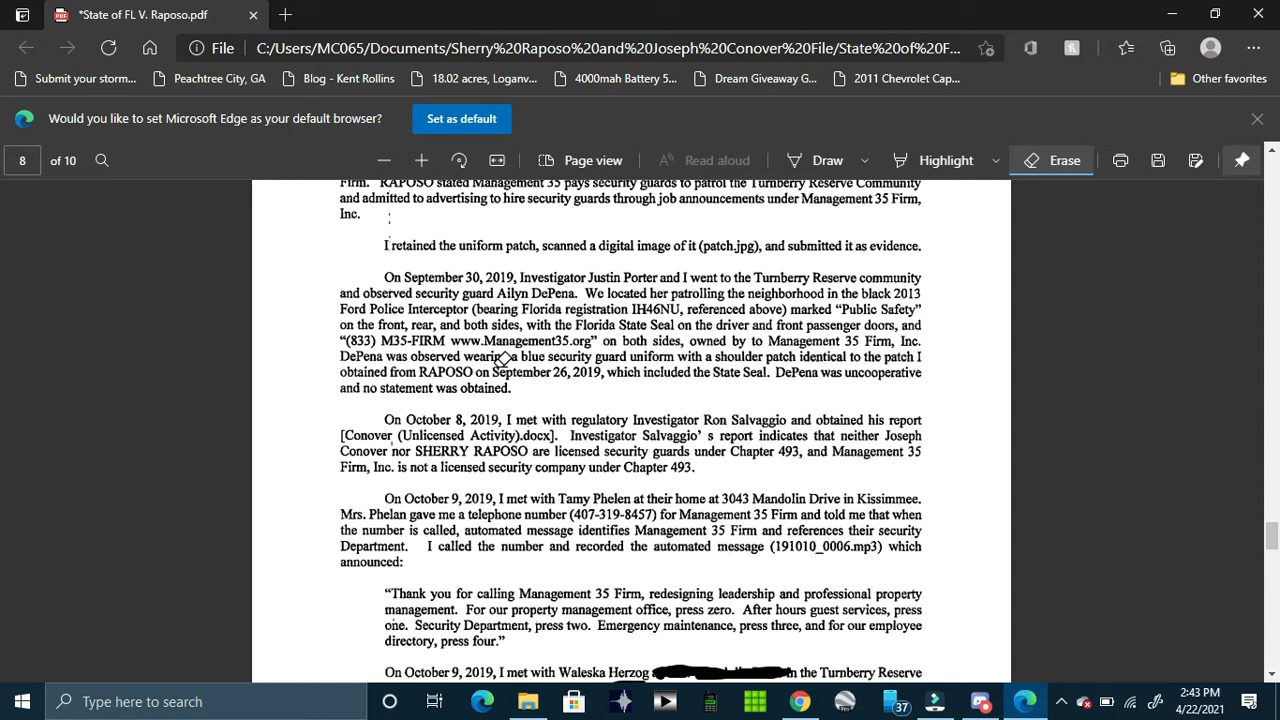 *State of FL V. Raposo.pdf
File C:/Users/MC065/Documents/Sherry%20Raposo%20and%20Joseph%20Conover%20File/State%20of%20F...
Submit your storm... Peachtree City, GA Blog - Kent Rollins 18.02 acres, Loganv... 4000mah Battery 5... Dream Giveaway G... 2011 Chevrolet Cap... Other favorites
Would you like to set Microsoft Edge as your default browser? Set as default
8 of 10 Page view Read aloud Draw Highlight Erase
Firm. RAPOSO stated Management 35 pays security guards to patrol the Turnberry Reserve Community
and admitted to advertising to hire security guards through job announcements under Management 35 Firm,
Inc.
I retained the uniform patch, scanned a digital image of it (patch.jpg), and submitted it as evidence.
On September 30, 2019, Investigator Justin Porter and I went to the Turnberry Reserve community
and observed security guard Ailyn DePena. We located her patrolling the neighborhood in the black 2013
Ford Police Interceptor (bearing Florida registration IH46NU, referenced above) marked “Public Safety”
on the front, rear, and both sides, with the Florida State Seal on the driver and front passenger doors, and
“(833) M35-FIRM www.Management35.org” on both sides, owned by to Management 35 Firm, Inc.
DePena was observed wearing a blue security guard uniform with a shoulder patch identical to the patch I
obtained from RAPOSO on September 26, 2019, which included the State Seal. DePena was uncooperative
and no statement was obtained.
On October 8, 2019, I met with regulatory Investigator Ron Salvaggio and obtained his report
[Conover (Unlicensed Activity).docx]. Investigator Salvaggio’ s report indicates that neither Joseph
Conover nor SHERRY RAPOSO are licensed security guards under Chapter 493, and Management 35
Firm, Inc. is not a licensed security company under Chapter 493.
On October 9, 2019, I met with Tamy Phelen at their home at 3043 Mandolin Drive in Kissimmee.
Mrs. Phelan gave me a telephone number (407-319-8457) for Management 35 Firm and told me that when
the number is called, automated message identifies Management 35 Firm and references their security
Department. I called the number and recorded the automated message (191010_0006.mp3) which
announced:
“Thank you for calling Management 35 Firm, redesigning leadership and professional property
management. For our property management office, press zero. After hours guest services, press
one. Security Department, press two. Emergency maintenance, press three, and for our employee
directory, press four.”
On October 9, 2019, I met with Waleska Herzog in the Turnberry Reserve
Type here to search 37 2:43 PM
4/22/2021